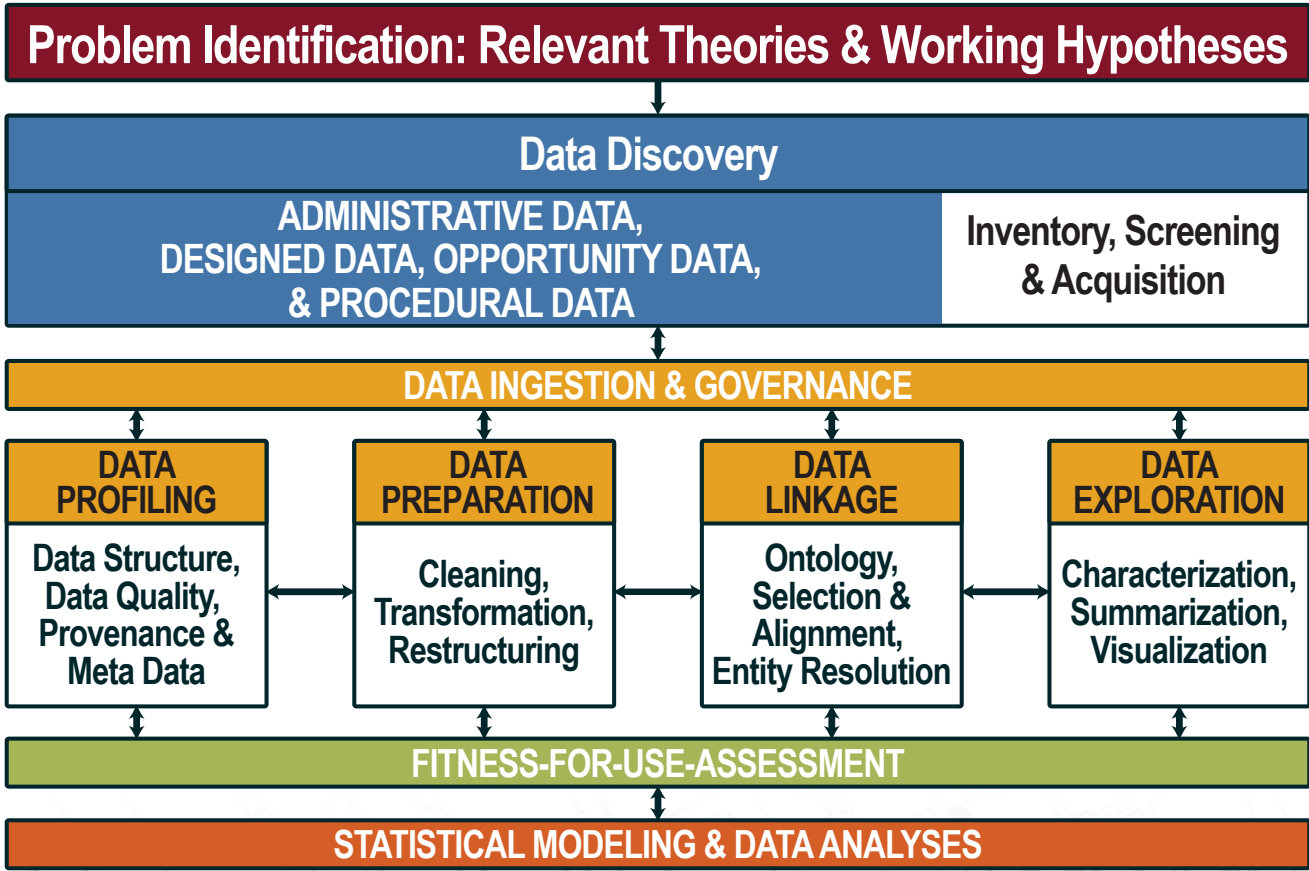 Problem Identification: Relevant Theories & Working Hypotheses
Data Discovery
ADMINISTRATIVE DATA,
DESIGNED DATA, OPPORTUNITY DATA,
& PROCEDURAL DATA
Inventory, Screening
& Acquisition
DATA INGESTION & GOVERNANCE
DATA
PROFILING
Data Structure,
Data Quality,
Provenance &
Meta Data
DATA
PREPARATION
Cleaning,
Transformation,
Restructuring
DATA
LINKAGE
Ontology,
Selection &
Alignment,
Entity Resolution
DATA
EXPLORATION
Characterization,
Summarization,
Visualization
FITNESS-FOR-USE-ASSESSMENT
STATISTICAL MODELING & DATA ANALYSES